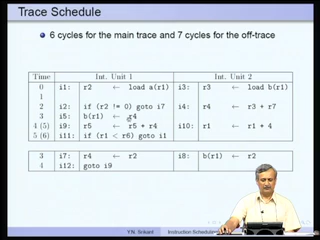 Trace Schedule
6 cycles for the main trace and 7 cycles for the off-trace
Time Int. Unit 1 Int. Unit 2
0 i1: r2 ← load a(r1) i3: r3 ← load b(r1)
1
2 i2: if (r2 != 0) goto i7 i4: r4 ← r3 + r7
3 i5: b(r1) ← r4
4 (5) i9: r5 ← r5 + r4 i10: r1 ← r1 + 4
5 (6) i11: if (r1 < r6) goto i1
3 i7: r4 ← r2 i8: b(r1) ← r2
4 i12: goto i9
Y.N. Srikant Instruction Schedul